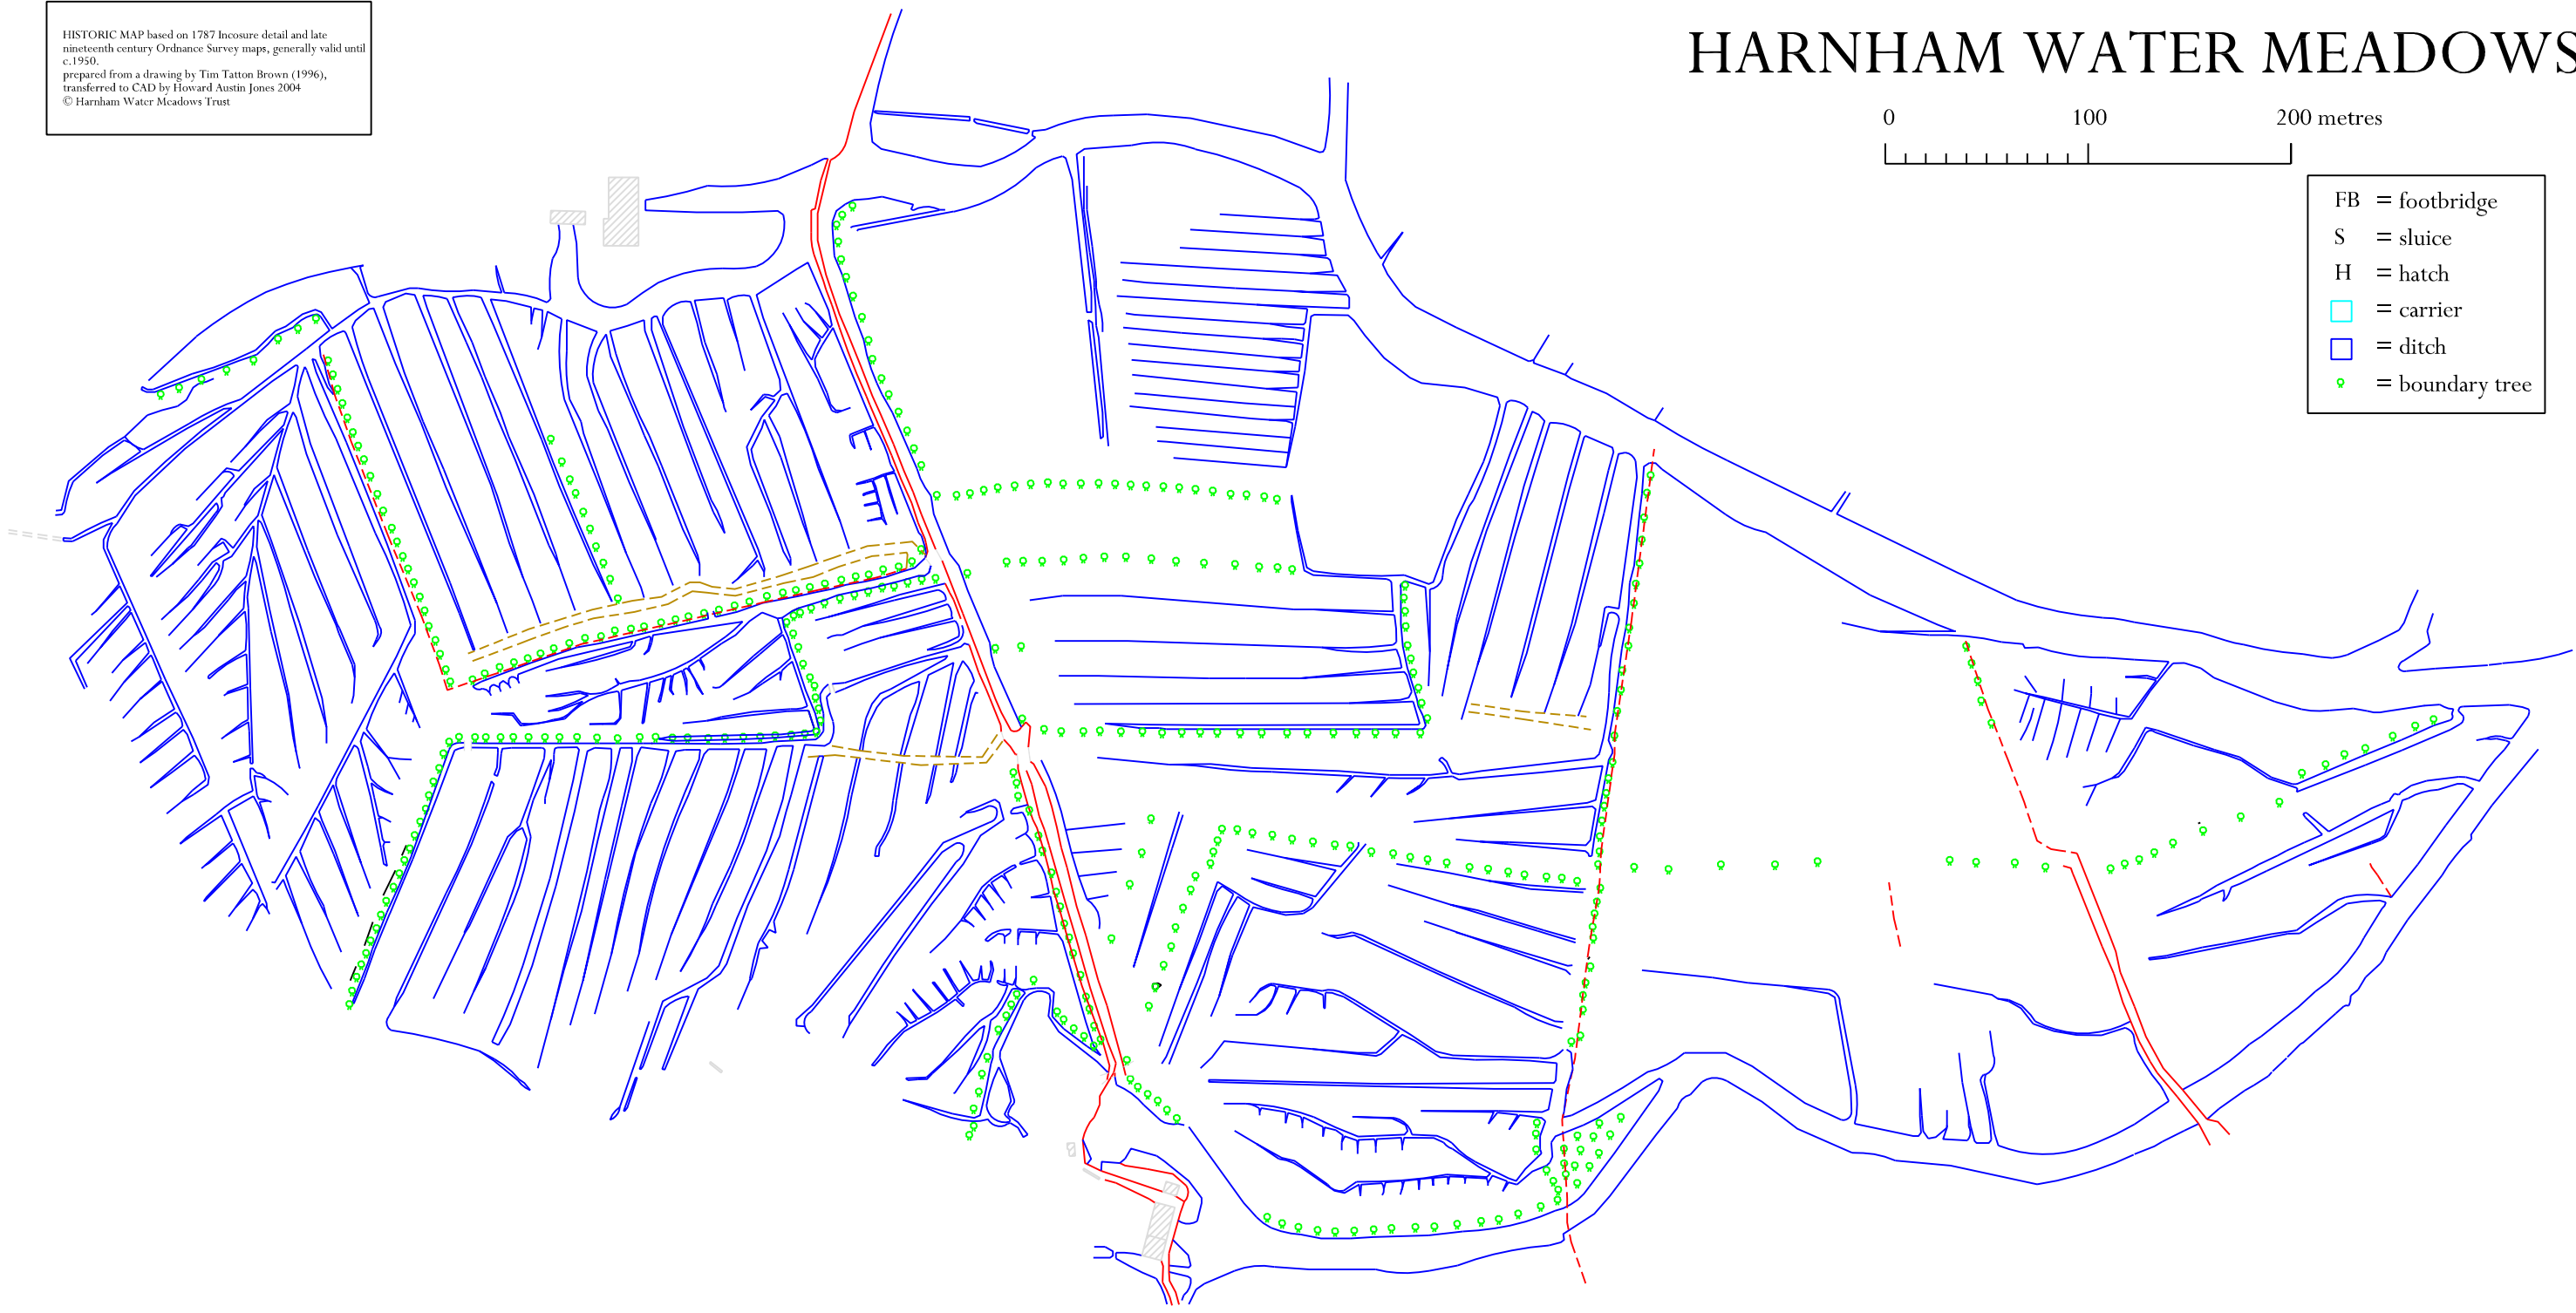 HISTORIC MAP based on 1787 Incosure detail and late
nineteenth century Ordnance Survey maps, generally valid until
c.1950.
prepared from a drawing by Tim Tatton Brown (1996),
transferred to CAD by Howard Austin Jones 2004
© Harnham Water Meadows Trust
HARNHAM WATER MEADOWS
0 100 200 metres
FB = footbridge
S = sluice
H = hatch
= carrier
= ditch
= boundary tree